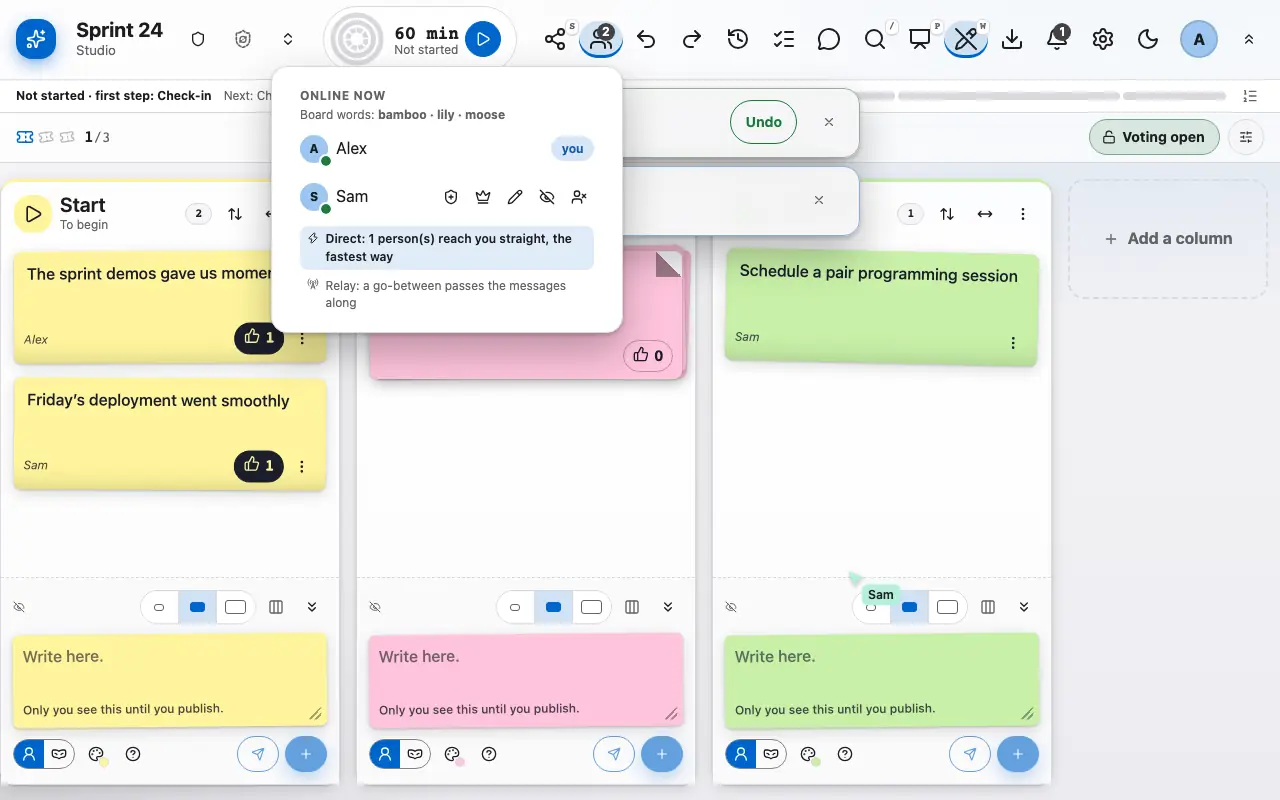 Sprint 24
Studio
60 min
Not started
S
2
/
P
W
1
A
Not started · first step: Check-in
Next: Ch
1/3
Voting open
ONLINE NOW
Board words: bamboo · lily · moose
A
Alex
you
S
Sam
Direct: 1 person(s) reach you straight, the
fastest way
Relay: a go-between passes the messages
along
Undo
Start
To begin
2
The sprint demos gave us momen
Alex
1
Friday's deployment went smoothly
Sam
1
0
1
Schedule a pair programming session
Sam
+ Add a column
Sam
Write here.
Only you see this until you publish.
Write here.
Only you see this until you publish.
Write here.
Only you see this until you publish.